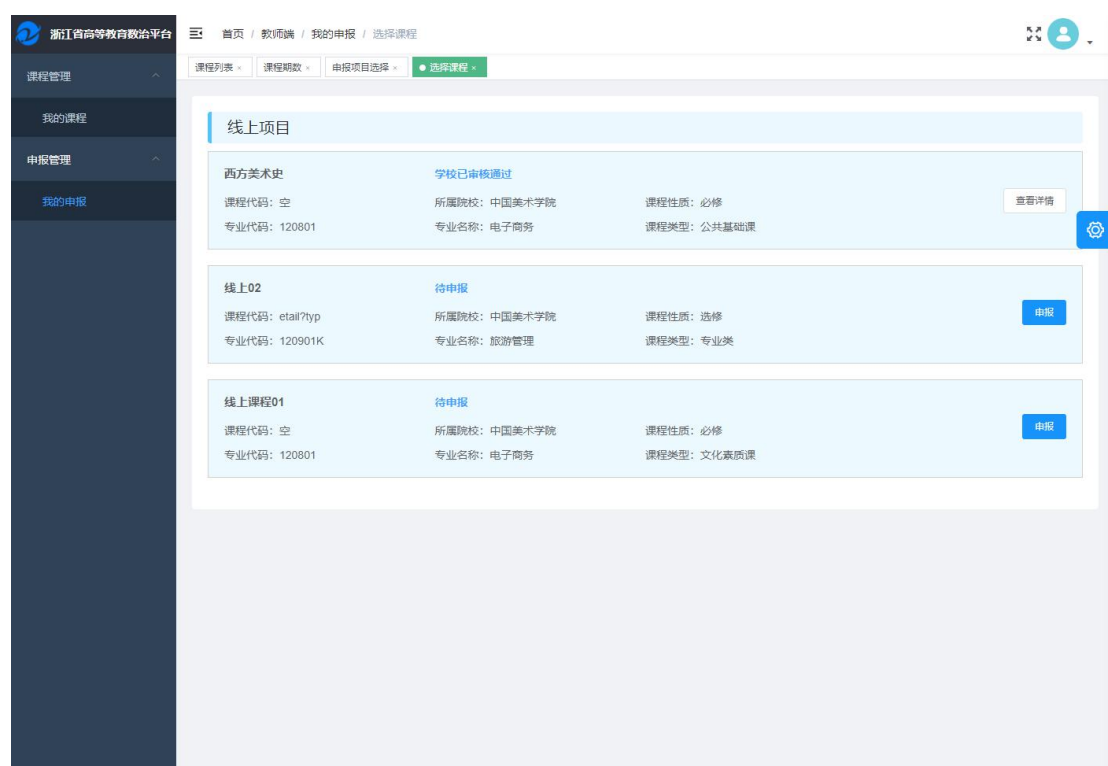 浙江省高等教育数治平台
首页 / 教师端 / 我的申报 / 选择课程
课程列表 × 课程期数 × 申报项目选择 × 选择课程 ×
课程管理
我的课程
申报管理
我的申报
线上项目
西方美术史 学校已审核通过
课程代码：空 所属院校：中国美术学院 课程性质：必修 查看详情
专业代码：120801 专业名称：电子商务 课程类型：公共基础课
线上02 待申报
课程代码：etail?typ 所属院校：中国美术学院 课程性质：选修 申报
专业代码：120901K 专业名称：旅游管理 课程类型：专业类
线上课程01 待申报
课程代码：空 所属院校：中国美术学院 课程性质：必修 申报
专业代码：120801 专业名称：电子商务 课程类型：文化素质课